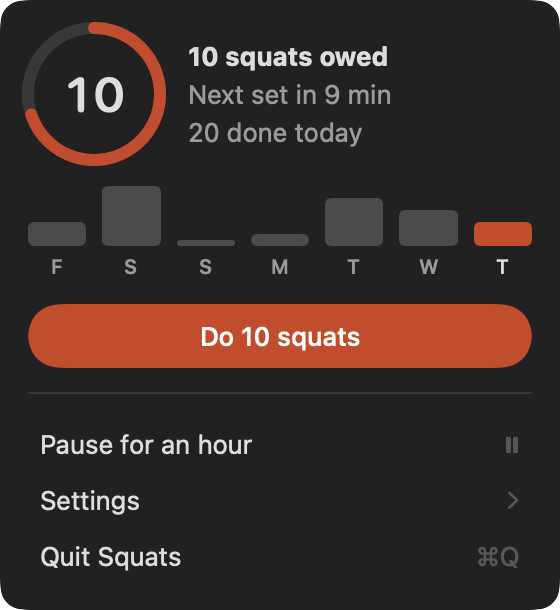 10
10 squats owed
Next set in 9 min
20 done today
F S S M T W T
Do 10 squats
Pause for an hour
Settings
Quit Squats ⌘Q